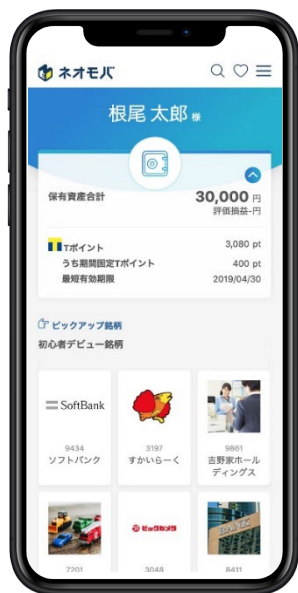 ネオモバ
根尾 太郎 様
保有資産合計 30,000 円
評価損益-円
Tポイント 3,080 pt
うち期間固定Tポイント 400 pt
最短有効期限 2019/04/30
ピックアップ銘柄
初心者デビュー銘柄
SoftBank
9434
ソフトバンク
3197
すかいらーく
9861
吉野家ホール
ディングス
ビックカメラ
BANK
7201
3048
8411